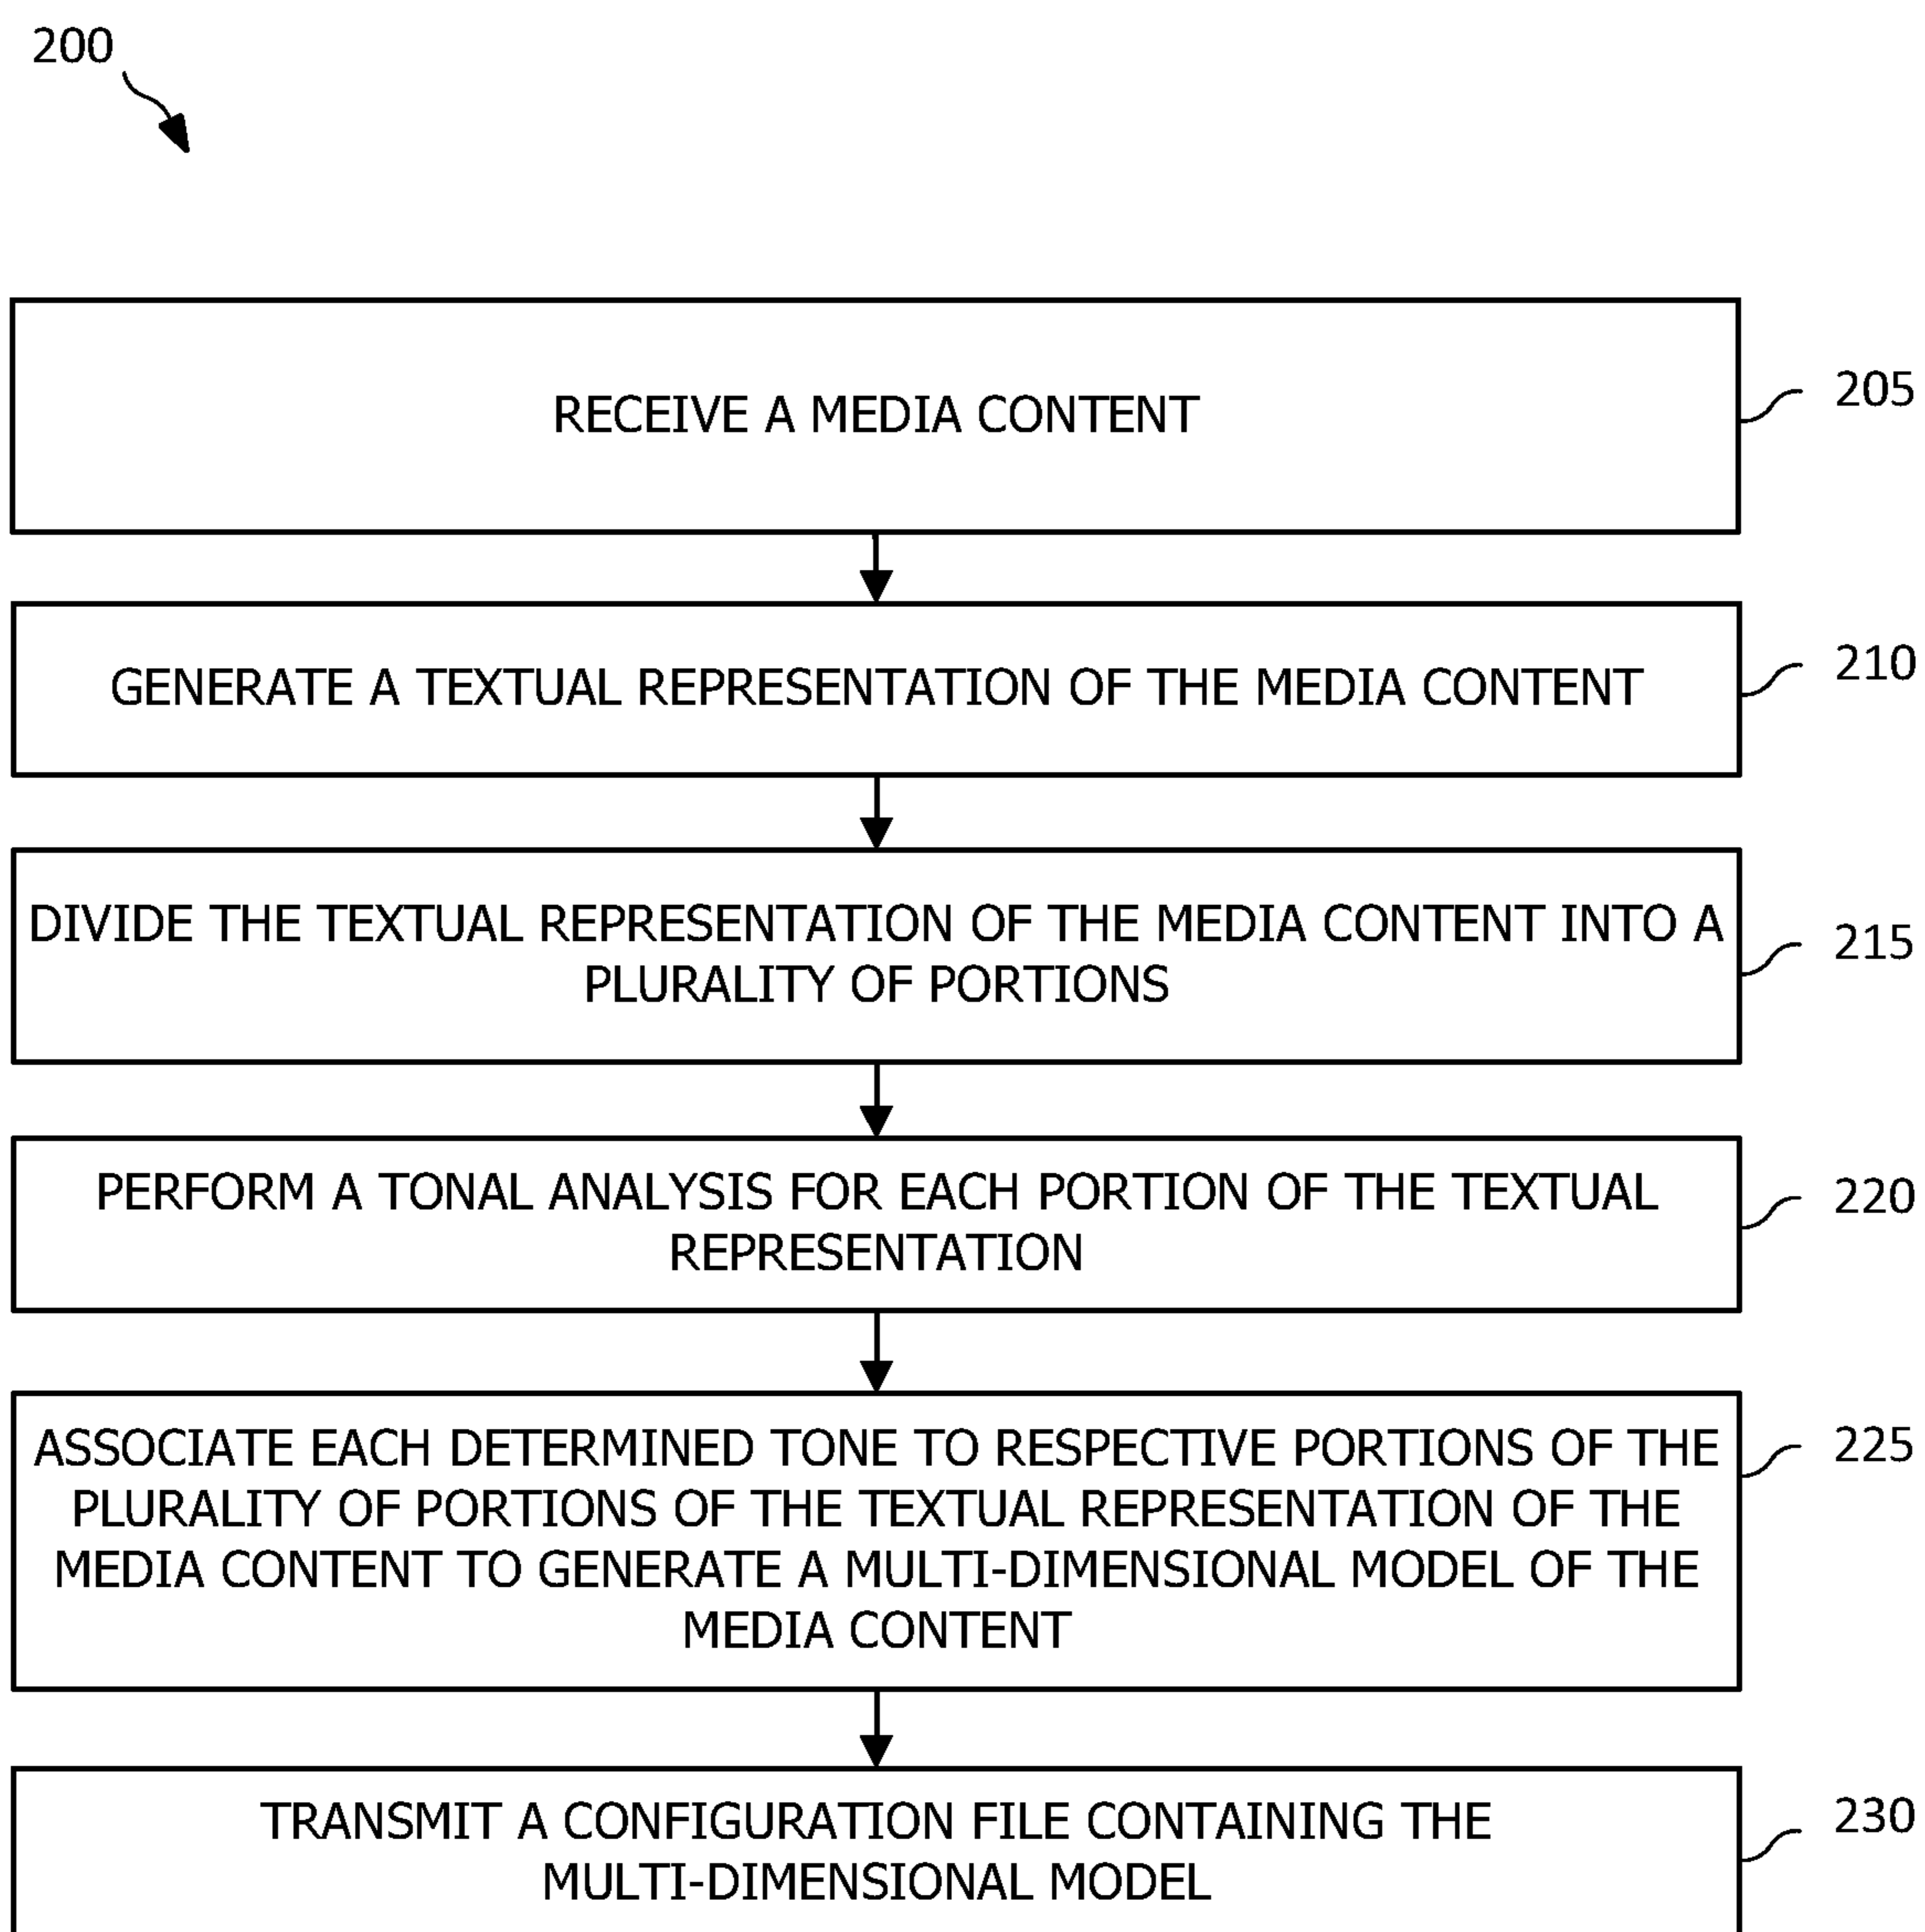 200
RECEIVE A MEDIA CONTENT
205
GENERATE A TEXTUAL REPRESENTATION OF THE MEDIA CONTENT
210
DIVIDE THE TEXTUAL REPRESENTATION OF THE MEDIA CONTENT INTO A
PLURALITY OF PORTIONS
215
PERFORM A TONAL ANALYSIS FOR EACH PORTION OF THE TEXTUAL
REPRESENTATION
220
ASSOCIATE EACH DETERMINED TONE TO RESPECTIVE PORTIONS OF THE
PLURALITY OF PORTIONS OF THE TEXTUAL REPRESENTATION OF THE
MEDIA CONTENT TO GENERATE A MULTI-DIMENSIONAL MODEL OF THE
MEDIA CONTENT
225
TRANSMIT A CONFIGURATION FILE CONTAINING THE
MULTI-DIMENSIONAL MODEL
230